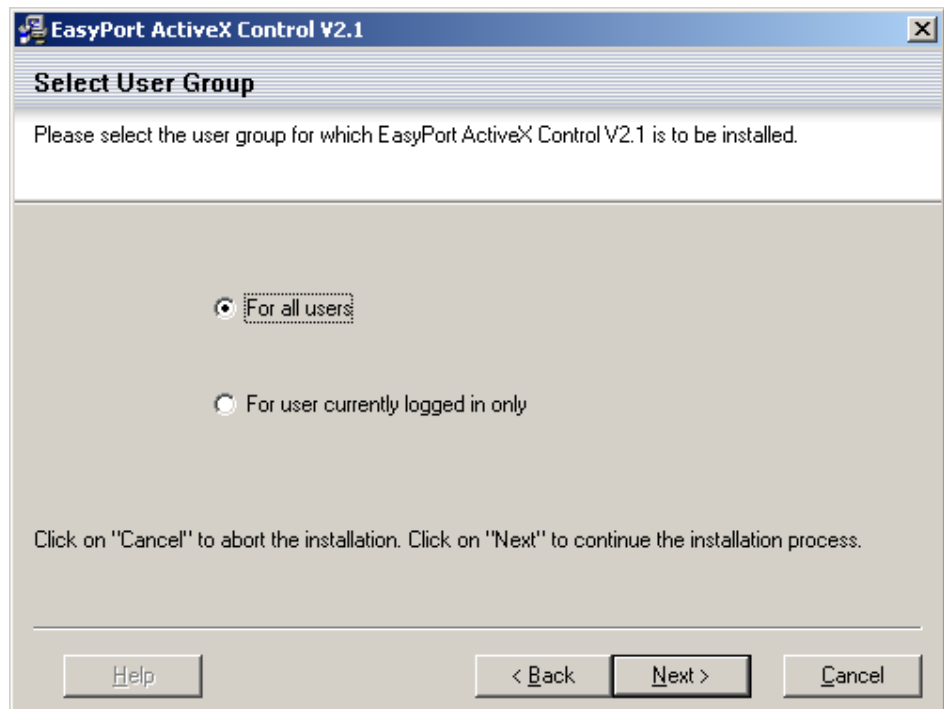 EasyPort ActiveX Control V2.1
Select User Group
Please select the user group for which EasyPort ActiveX Control V2.1 is to be installed.
For all users
For user currently logged in only
Click on "Cancel" to abort the installation. Click on "Next" to continue the installation process.
Help
< Back
Next >
Cancel